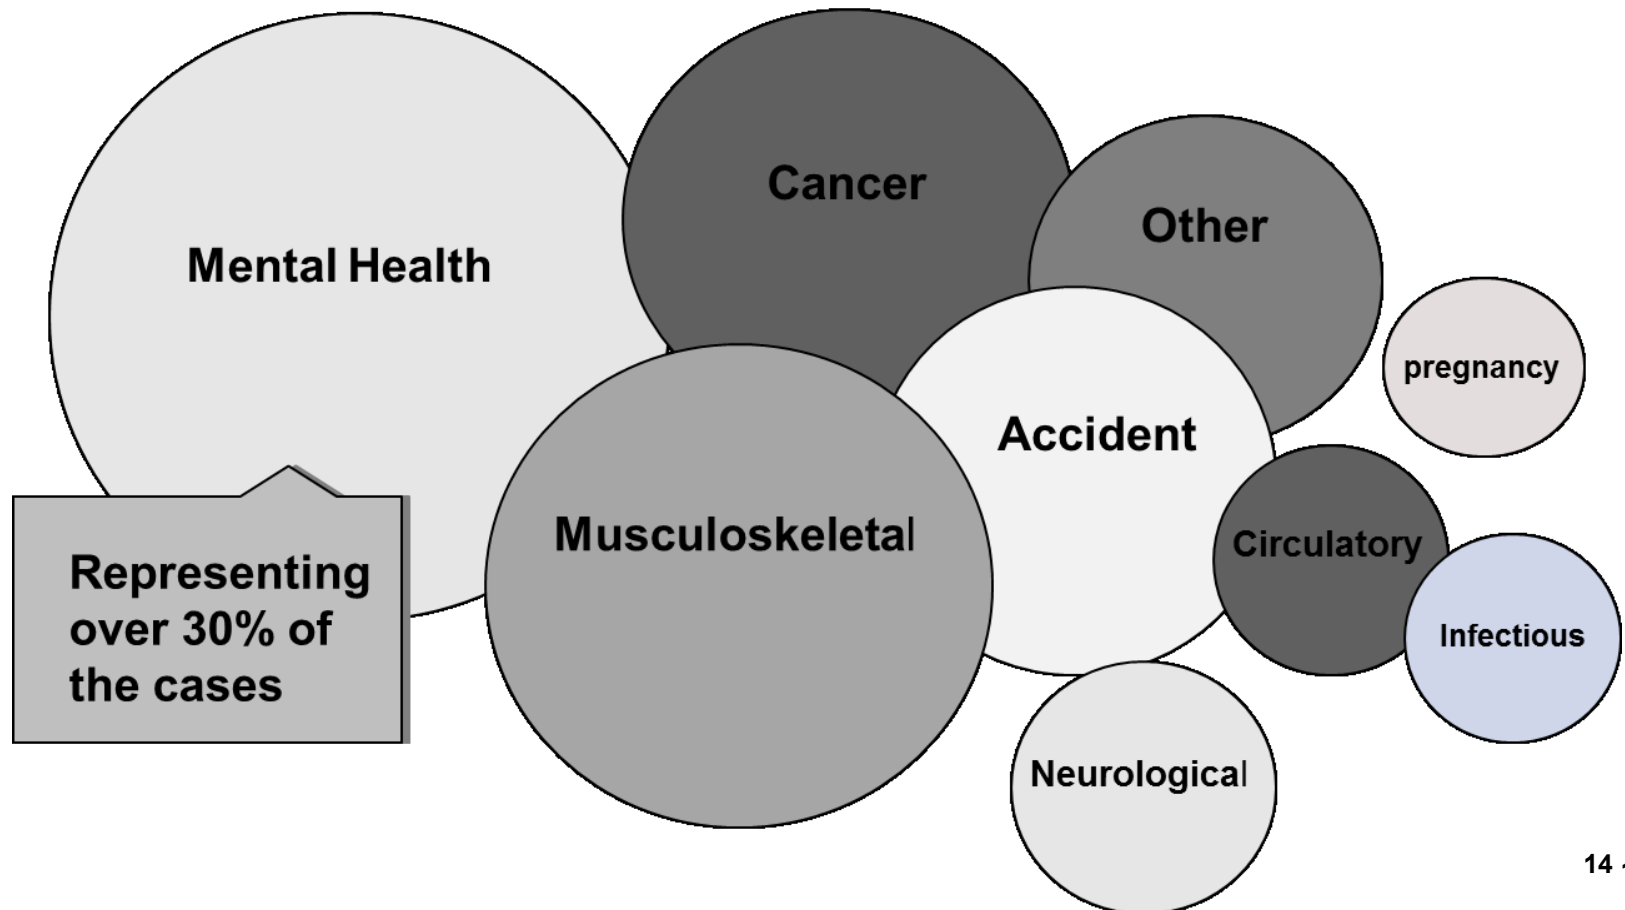 Cancer
Other
Mental Health
pregnancy
Accident
Musculoskeletal
Circulatory
Representing
over 30% of
the cases
Infectious
Neurological
14